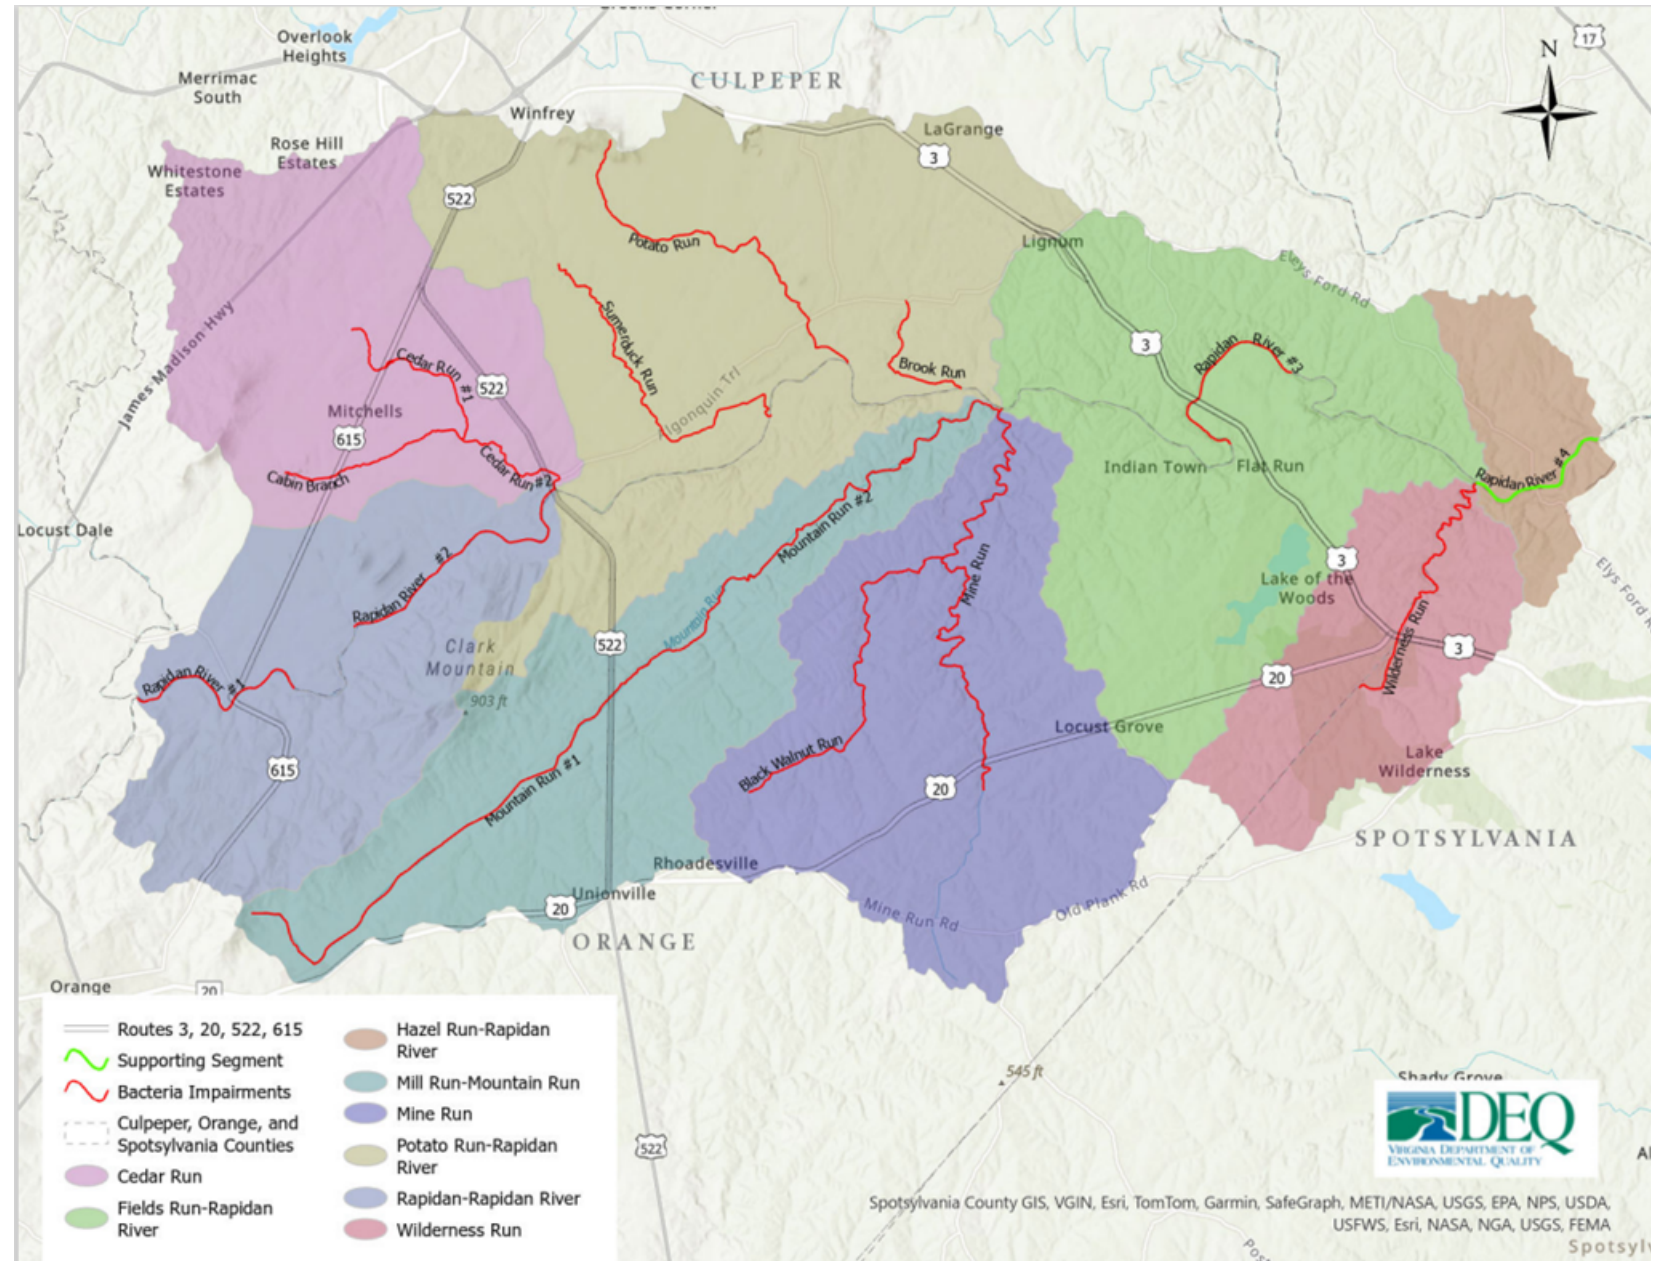 Overlook
Heights
17
Merrimac
South
CULPEPER
N
Winfrey
LaGrange
3
Rose Hill
Estates
Whitestone
Estates
522
Lignum
Potato Run
Eleys Ford Rd
James Madison Hwy
Sumerduck Run
3
Rapidan River #3
Cedar Run #1
522
Brook Run
Algonquin Trl
Mitchells
615
Cedar Run #2
Cabin Branch
Indian Town
Flat Run
Rapidan River #4
Locust Dale
Mountain Run #2
Mine Run
3
Lake of the
Woods
Elys Ford
Rapidan River #2
Mountain Run
Clark
Mountain
522
Wilderness Run
3
20
Rapidan River #1
903 ft
Locust Grove
615
Black Walnut Run
Lake
Wilderness
Mountain Run #1
20
SPOTSYLVANIA
Rhoadesville
Unionville
20
Mine Run Rd
Old Plank Rd
ORANGE
Orange
20
Routes 3, 20, 522, 615
Supporting Segment
Bacteria Impairments
Culpeper, Orange, and
Spotsylvania Counties
Cedar Run
Fields Run-Rapidan
River
Hazel Run-Rapidan
River
Mill Run-Mountain Run
Mine Run
Potato Run-Rapidan
River
Rapidan-Rapidan River
Wilderness Run
545 ft
522
Shady Grove
DEQ
VIRGINIA DEPARTMENT OF
ENVIRONMENTAL QUALITY
Spotsylvania County GIS, VGIN, Esri, TomTom, Garmin, SafeGraph, METI/NASA, USGS, EPA, NPS, USDA,
USFWS, Esri, NASA, NGA, USGS, FEMA